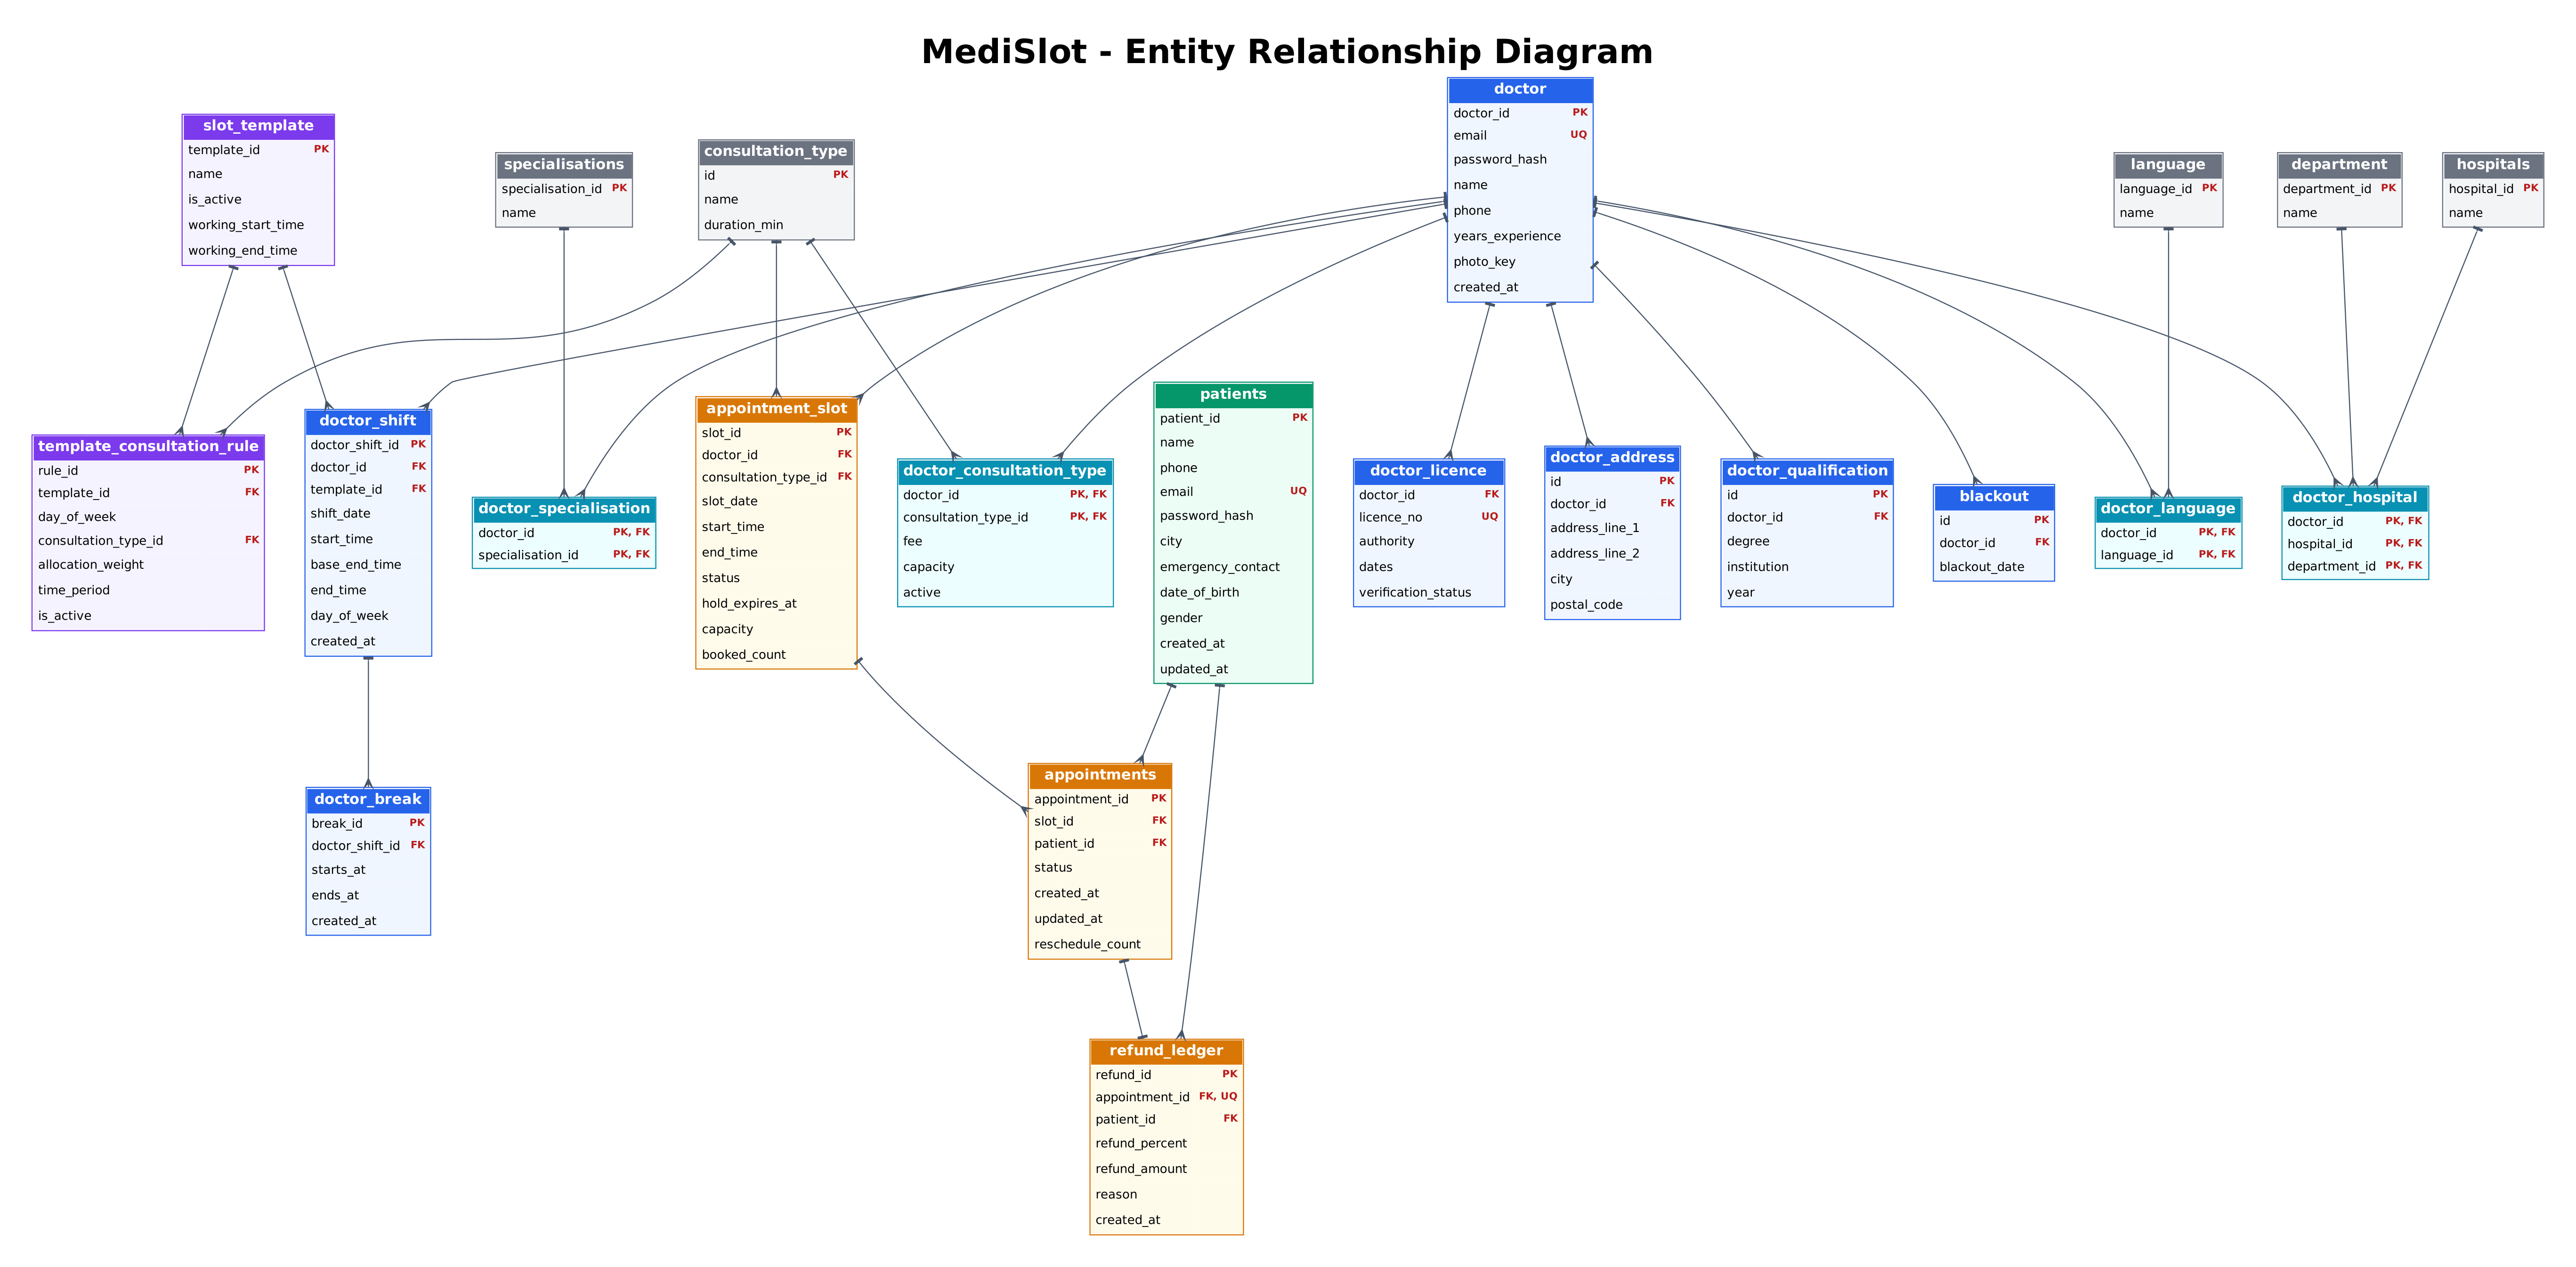 MediSlot - Entity Relationship Diagram
doctor
doctor_id PK
email UQ
password_hash
name
phone
years_experience
photo_key
created_at
slot_template
template_id PK
name
is_active
working_start_time
working_end_time
specialisations
specialisation_id PK
name
consultation_type
id PK
name
duration_min
language
language_id PK
name
department
department_id PK
name
hospitals
hospital_id PK
name
template_consultation_rule
rule_id PK
template_id FK
day_of_week
consultation_type_id FK
allocation_weight
time_period
is_active
doctor_shift
doctor_shift_id PK
doctor_id FK
template_id FK
shift_date
start_time
base_end_time
end_time
day_of_week
created_at
doctor_specialisation
doctor_id PK, FK
specialisation_id PK, FK
appointment_slot
slot_id PK
doctor_id FK
consultation_type_id FK
slot_date
start_time
end_time
status
hold_expires_at
capacity
booked_count
doctor_consultation_type
doctor_id PK, FK
consultation_type_id PK, FK
fee
capacity
active
patients
patient_id PK
name
phone
email UQ
password_hash
city
emergency_contact
date_of_birth
gender
created_at
updated_at
doctor_licence
doctor_id FK
licence_no UQ
authority
dates
verification_status
doctor_address
id PK
doctor_id FK
address_line_1
address_line_2
city
postal_code
doctor_qualification
id PK
doctor_id FK
degree
institution
year
blackout
id PK
doctor_id FK
blackout_date
doctor_language
doctor_id PK, FK
language_id PK, FK
doctor_hospital
doctor_id PK, FK
hospital_id PK, FK
department_id PK, FK
doctor_break
break_id PK
doctor_shift_id FK
starts_at
ends_at
created_at
appointments
appointment_id PK
slot_id FK
patient_id FK
status
created_at
updated_at
reschedule_count
refund_ledger
refund_id PK
appointment_id FK, UQ
patient_id FK
refund_percent
refund_amount
reason
created_at